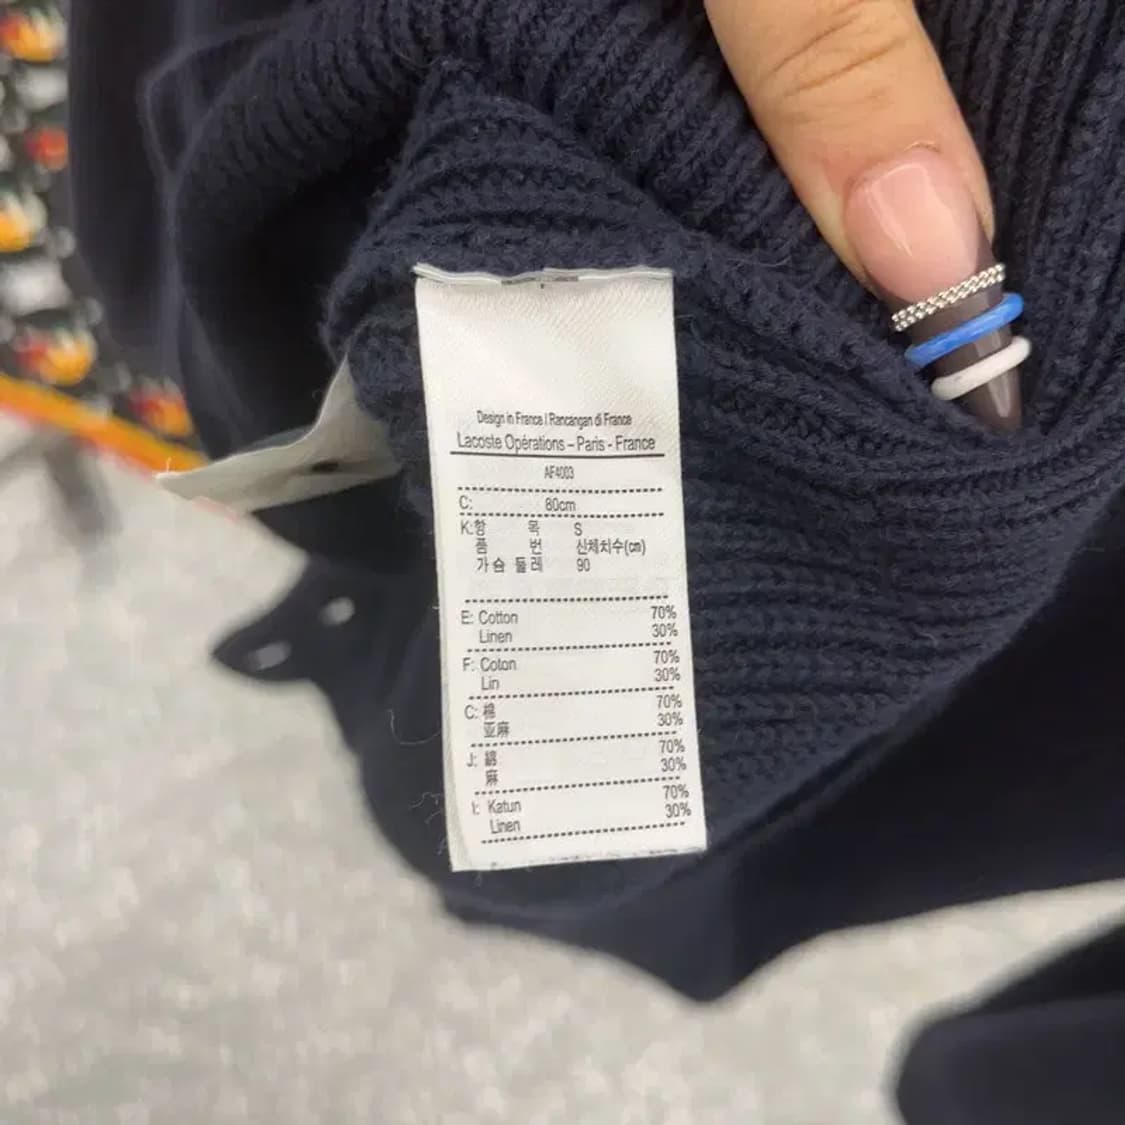 Design in France / Rancangan di France
Lacoste Opérations – Paris - France
AF4003
C: 80cm
K: 항 목 S
품 번 신체치수(cm)
가슴 둘레 90
E: Cotton 70%
Linen 30%
F: Coton 70%
Lin 30%
C: 棉 70%
亚麻 30%
J: 綿 70%
麻 30%
I: Katun 70%
Linen 30%